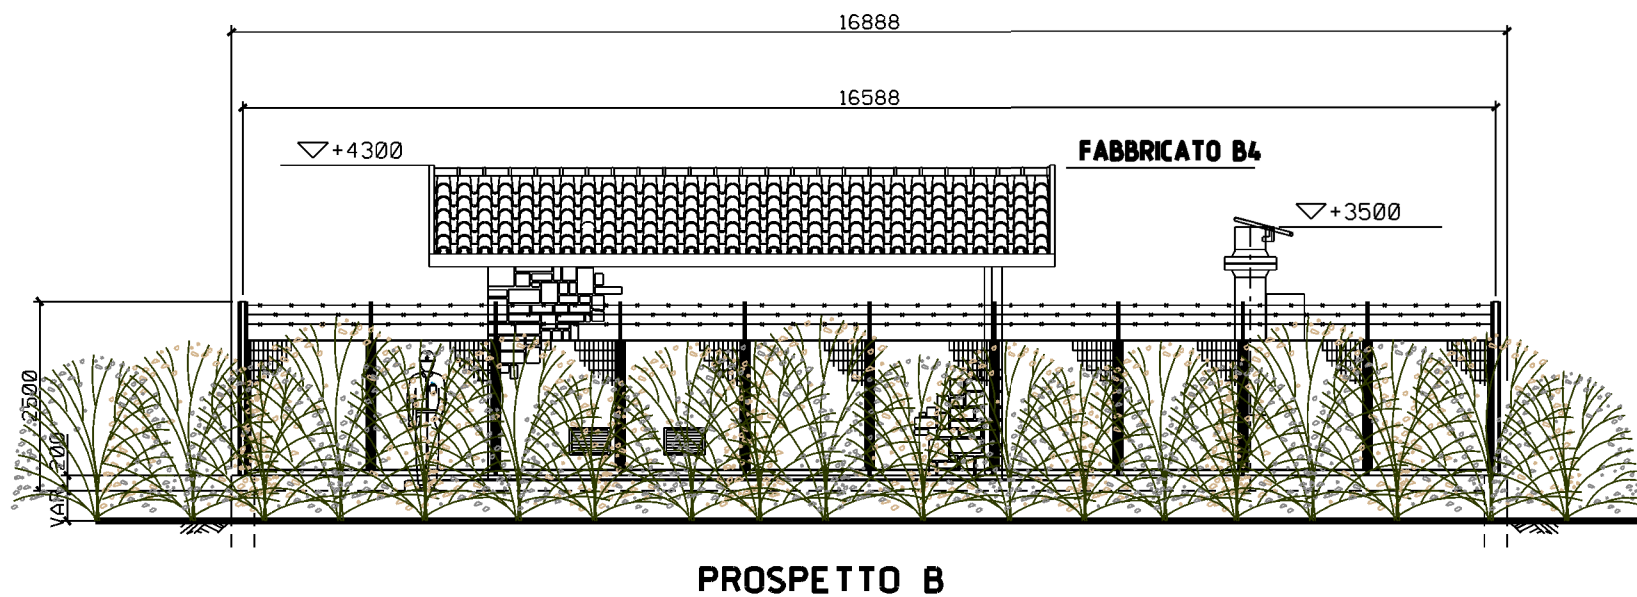 16888
16588
+4300
FABBRICATO B4
+3500
2500
200
VAR.
PROSPETTO B